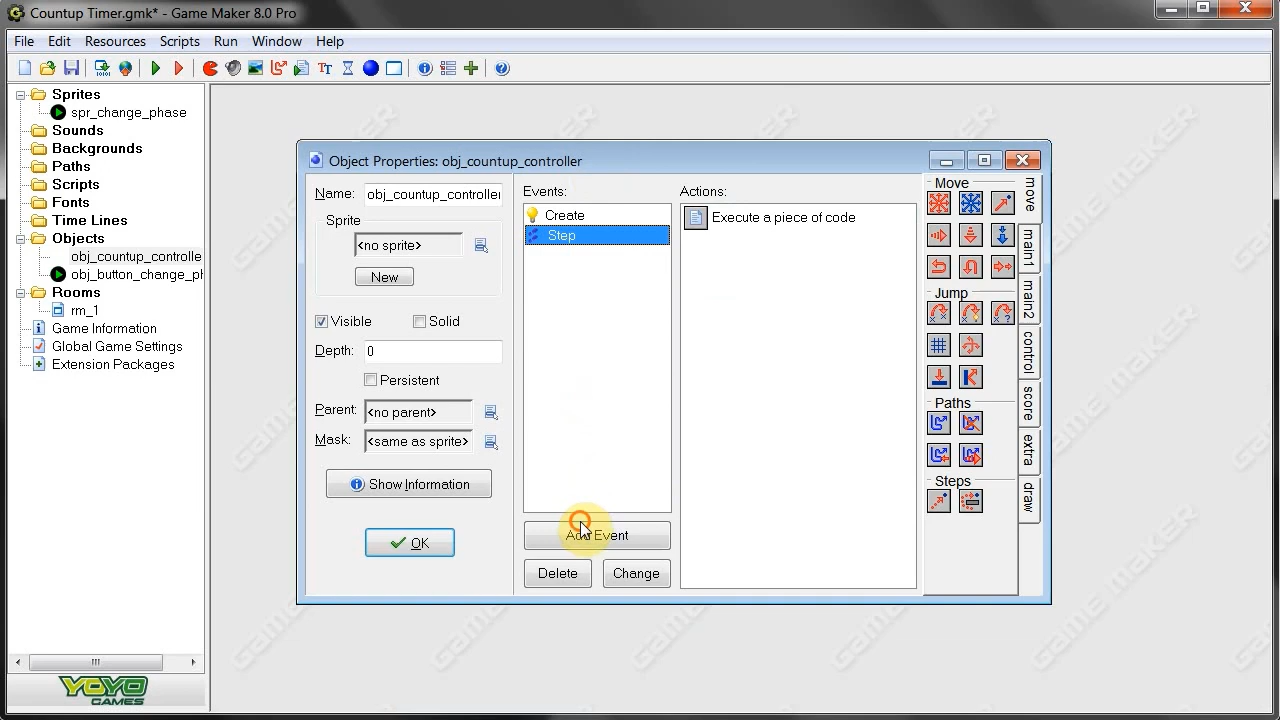 Countup Timer.gmk* - Game Maker 8.0 Pro
File Edit Resources Scripts Run Window Help
Sprites
spr_change_phase
Sounds
Backgrounds
Paths
Scripts
Fonts
Time Lines
Objects
obj_countup_controlle
obj_button_change_ph
Rooms
rm_1
Game Information
Global Game Settings
Extension Packages
YOYO
GAMES
Object Properties: obj_countup_controller
Name: obj_countup_controller
Sprite
<no sprite>
New
Visible Solid
Depth: 0
Persistent
Parent: <no parent>
Mask: <same as sprite>
Show Information
OK
Events:
Create
Step
Add Event
Delete Change
Actions:
Execute a piece of code
Move
Jump
Paths
Steps
move
main1
main2
control
score
extra
draw
GAME MAKER